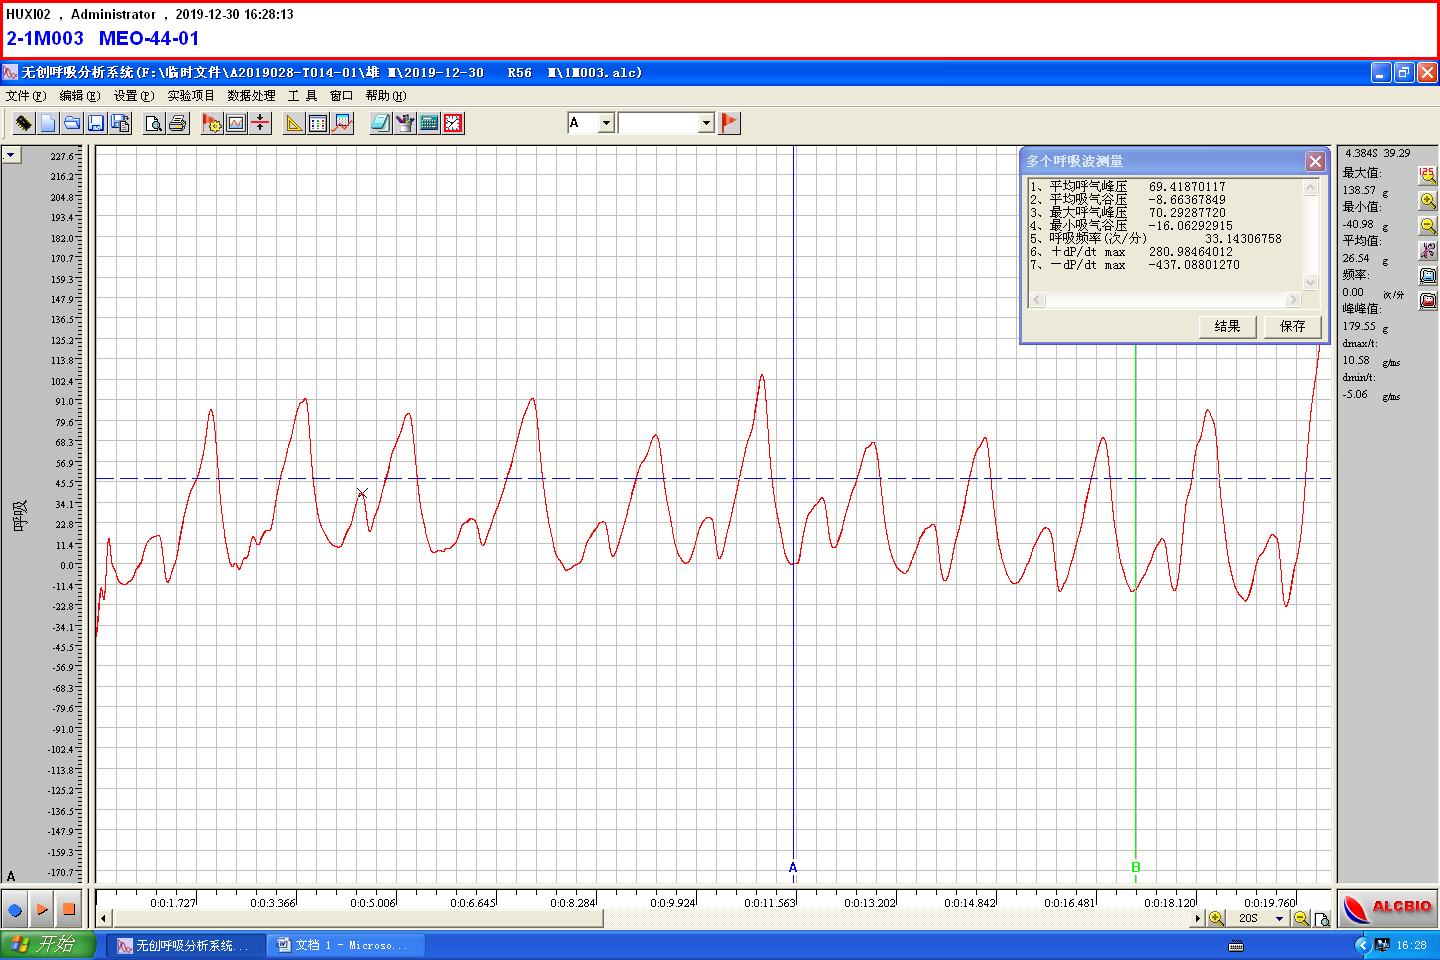 HUXI02 , Administrator , 2019-12-30 16:28:13
2-1M003 MEO-44-01
无创呼吸分析系统(F:\临时文件\A2019028-T014-01\雄 M\2019-12-30 R56 M\1M003.alc)
文件(F) 编辑(E) 设置(P) 实验项目 数据处理 工 具 窗口 帮助(H)
A
227.6
216.2
204.8
193.4
182.0
170.7
159.3
147.9
136.5
125.2
113.8
102.4
91.0
79.6
68.3
56.9
45.5
34.1
22.8
11.4
0.0
-11.4
-22.8
-34.1
-45.5
-56.9
-68.3
-79.6
-91.0
-102.4
-113.8
-125.2
-136.5
-147.9
-159.3
-170.7
呼吸
A
多个呼吸波测量
1、平均呼气峰压 69.41870117
2、平均吸气谷压 -8.66367849
3、最大呼气峰压 70.29287720
4、最小吸气谷压 -16.06292915
5、呼吸频率(次/分) 33.14306758
6、＋dP/dt max 280.98464012
7、－dP/dt max -437.08801270
结果 保存
4.384S 39.29
最大值:
138.57 g
最小值:
-40.98 g
平均值:
26.54 g
频率:
0.00 次/分
峰峰值:
179.55 g
dmax/t:
10.58 g/ms
dmin/t:
-5.06 g/ms
125
A B
0:0:1.727 0:0:3.366 0:0:5.006 0:0:6.645 0:0:8.284 0:0:9.924 0:0:11.563 0:0:13.202 0:0:14.842 0:0:16.481 0:0:18.120 0:0:19.760
20S
ALCBIO
开始 无创呼吸分析系统... 文档 1 - Microso... 16:28